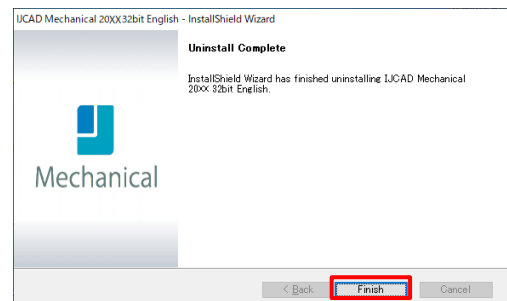 IJCAD Mechanical 20XX32bit English - InstallShield Wizard
Uninstall Complete
InstallShield Wizard has finished uninstalling IJCAD Mechanical
20XX 32bit English.
Mechanical
< Back
Finish
Cancel